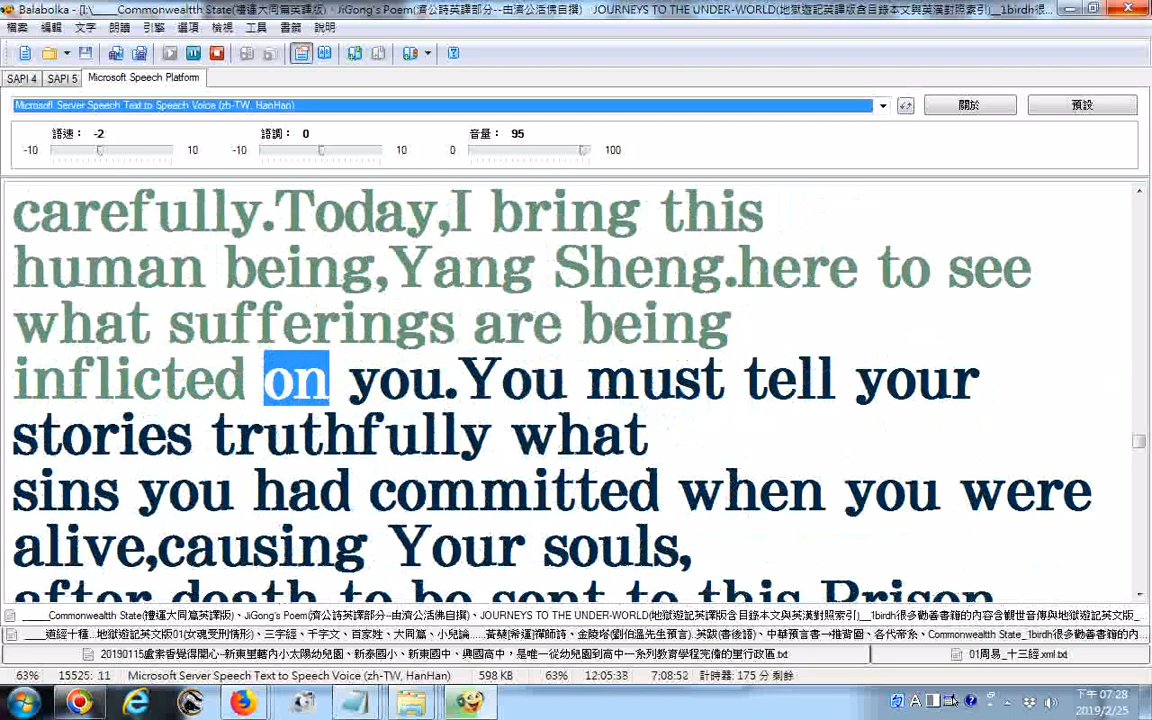 Balabolka - [I:\____Commonwealth State(禮運大同篇英譯版)、JiGong's Poem(濟公詩英譯部分--由濟公活佛自撰)   JOURNEYS TO THE UNDER-WORLD(地獄遊記英譯版含目錄本文與英漢對照索引)__1birdh很...
檔案 編輯 文字 朗讀 引擎 選項 檢視 工具 書籤 說明
SAPI 4 SAPI 5 Microsoft Speech Platform
Microsoft Server Speech Text to Speech Voice (zh-TW, HanHan) 關於 預設
語速： -2 語調： 0 音量： 95
-10 10 -10 10 0 100
carefully.Today,I bring this
human being,Yang Sheng.here to see
what sufferings are being
inflicted on you.You must tell your
stories truthfully what
sins you had committed when you were
alive,causing Your souls,
after death to be sent to this Prison
____Commonwealth State(禮運大同篇英譯版)、JiGong's Poem(濟公詩英譯部分--由濟公活佛自撰)、JOURNEYS TO THE UNDER-WORLD(地獄遊記英譯版含目錄本文與英漢對照索引)__1birdh很多勸善書籍的內容含觀世音傳與地獄遊記英文版_...
____道經十種...地獄遊記英文版01(女魂受刑情形)、三字經、千字文、百家姓、大同篇、小兒論.....黃蘗[希運]禪師詩、金陵塔(劉伯溫先生預言).英跋(書後語)、中華預言書—推背圖、各代帝系、Commonwealth State_1birdh很多勸善書籍的內...
20190115盧素香覺得開心--新東里轄內小太陽幼兒園、新泰國小、新東國中、興國高中，是唯一從幼兒園到高中一系列教育學程完備的里行政區.txt 01周易_十三經.xml.txt
63% 15525: 11 Microsoft Server Speech Text to Speech Voice (zh-TW, HanHan) 598 KB 63% 12:05:38 7:08:52 計時器： 175 分 剩餘
A 下午 07:28
2019/2/25